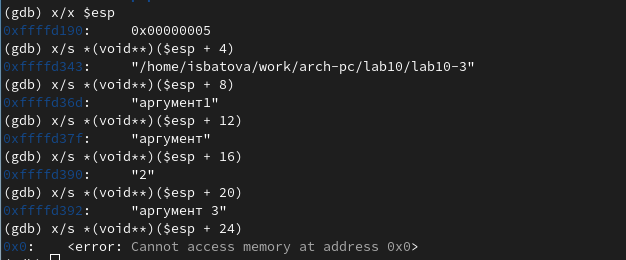 (gdb) x/x $esp
0xffffd190:     0x00000005
(gdb) x/s *(void**)($esp + 4)
0xffffd343:     "/home/isbatova/work/arch-pc/lab10/lab10-3"
(gdb) x/s *(void**)($esp + 8)
0xffffd36d:     "аргумент1"
(gdb) x/s *(void**)($esp + 12)
0xffffd37f:     "аргумент"
(gdb) x/s *(void**)($esp + 16)
0xffffd390:     "2"
(gdb) x/s *(void**)($esp + 20)
0xffffd392:     "аргумент 3"
(gdb) x/s *(void**)($esp + 24)
0x0:    <error: Cannot access memory at address 0x0>